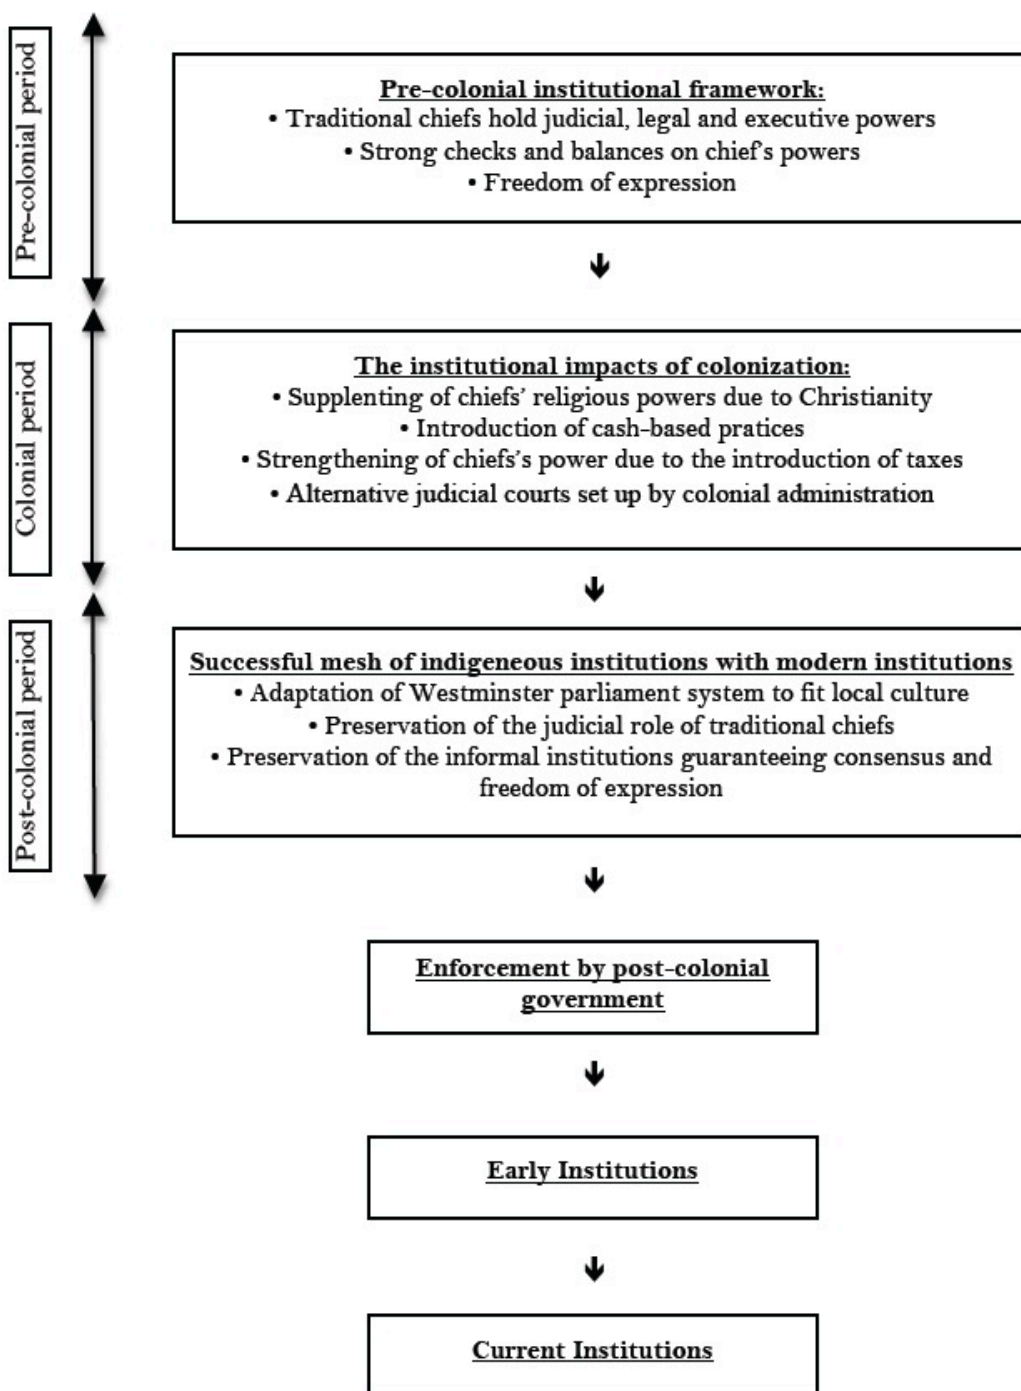 Pre-colonial period
Pre-colonial institutional framework:
• Traditional chiefs hold judicial, legal and executive powers
• Strong checks and balances on chief's powers
• Freedom of expression
Colonial period
The institutional impacts of colonization:
• Supplenting of chiefs' religious powers due to Christianity
• Introduction of cash-based pratices
• Strengthening of chiefs's power due to the introduction of taxes
• Alternative judicial courts set up by colonial administration
Post-colonial period
Successful mesh of indigeneous institutions with modern institutions
• Adaptation of Westminster parliament system to fit local culture
• Preservation of the judicial role of traditional chiefs
• Preservation of the informal institutions guaranteeing consensus and
freedom of expression
Enforcement by post-colonial
government
Early Institutions
Current Institutions